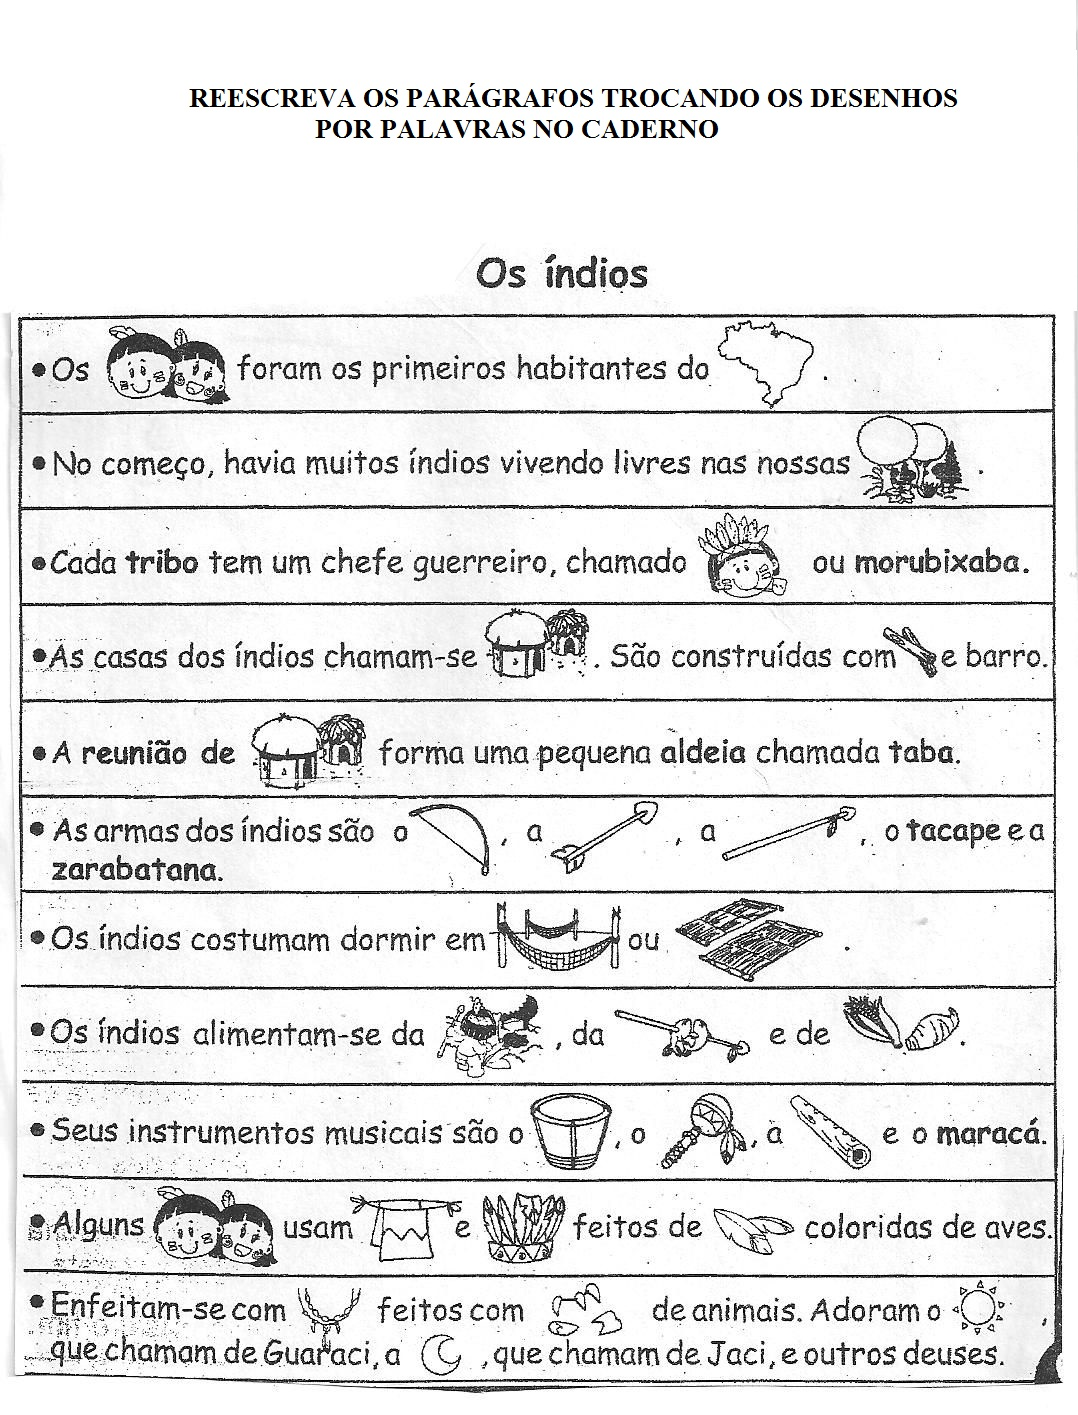 REESCREVA OS PARÁGRAFOS TROCANDO OS DESENHOS
POR PALAVRAS NO CADERNO
Os índios
• Os foram os primeiros habitantes do .
• No começo, havia muitos índios vivendo livres nas nossas .
• Cada tribo tem um chefe guerreiro, chamado ou morubixaba.
• As casas dos índios chamam-se . São construídas com e barro.
• A reunião de forma uma pequena aldeia chamada taba.
• As armas dos índios são o , a , a , o tacape e a
zarabatana.
• Os índios costumam dormir em ou .
• Os índios alimentam-se da , da e de .
• Seus instrumentos musicais são o , o , a e o maracá.
• Alguns usam e feitos de coloridas de aves.
• Enfeitam-se com feitos com de animais. Adoram o ,
que chamam de Guaraci, a , que chamam de Jaci, e outros deuses.